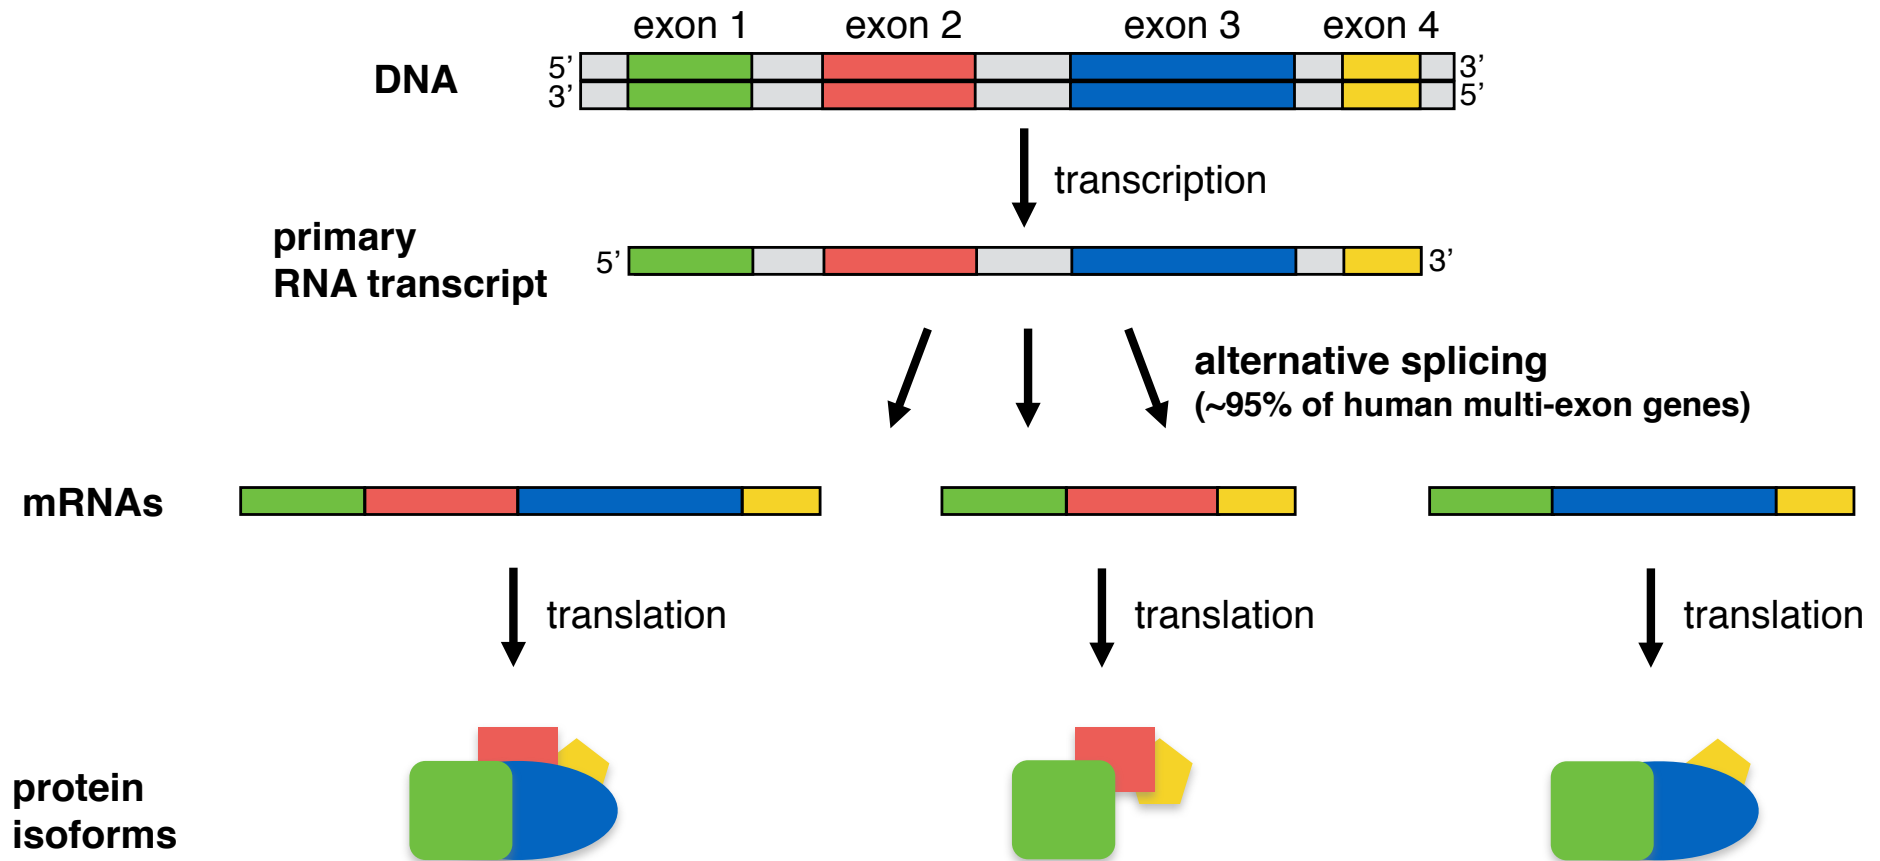 exon 1 exon 2 exon 3 exon 4
DNA
5’ 3’
3’ 5’
transcription
primary
RNA transcript
5’ 3’
alternative splicing
(~95% of human multi-exon genes)
mRNAs
translation translation translation
protein
isoforms